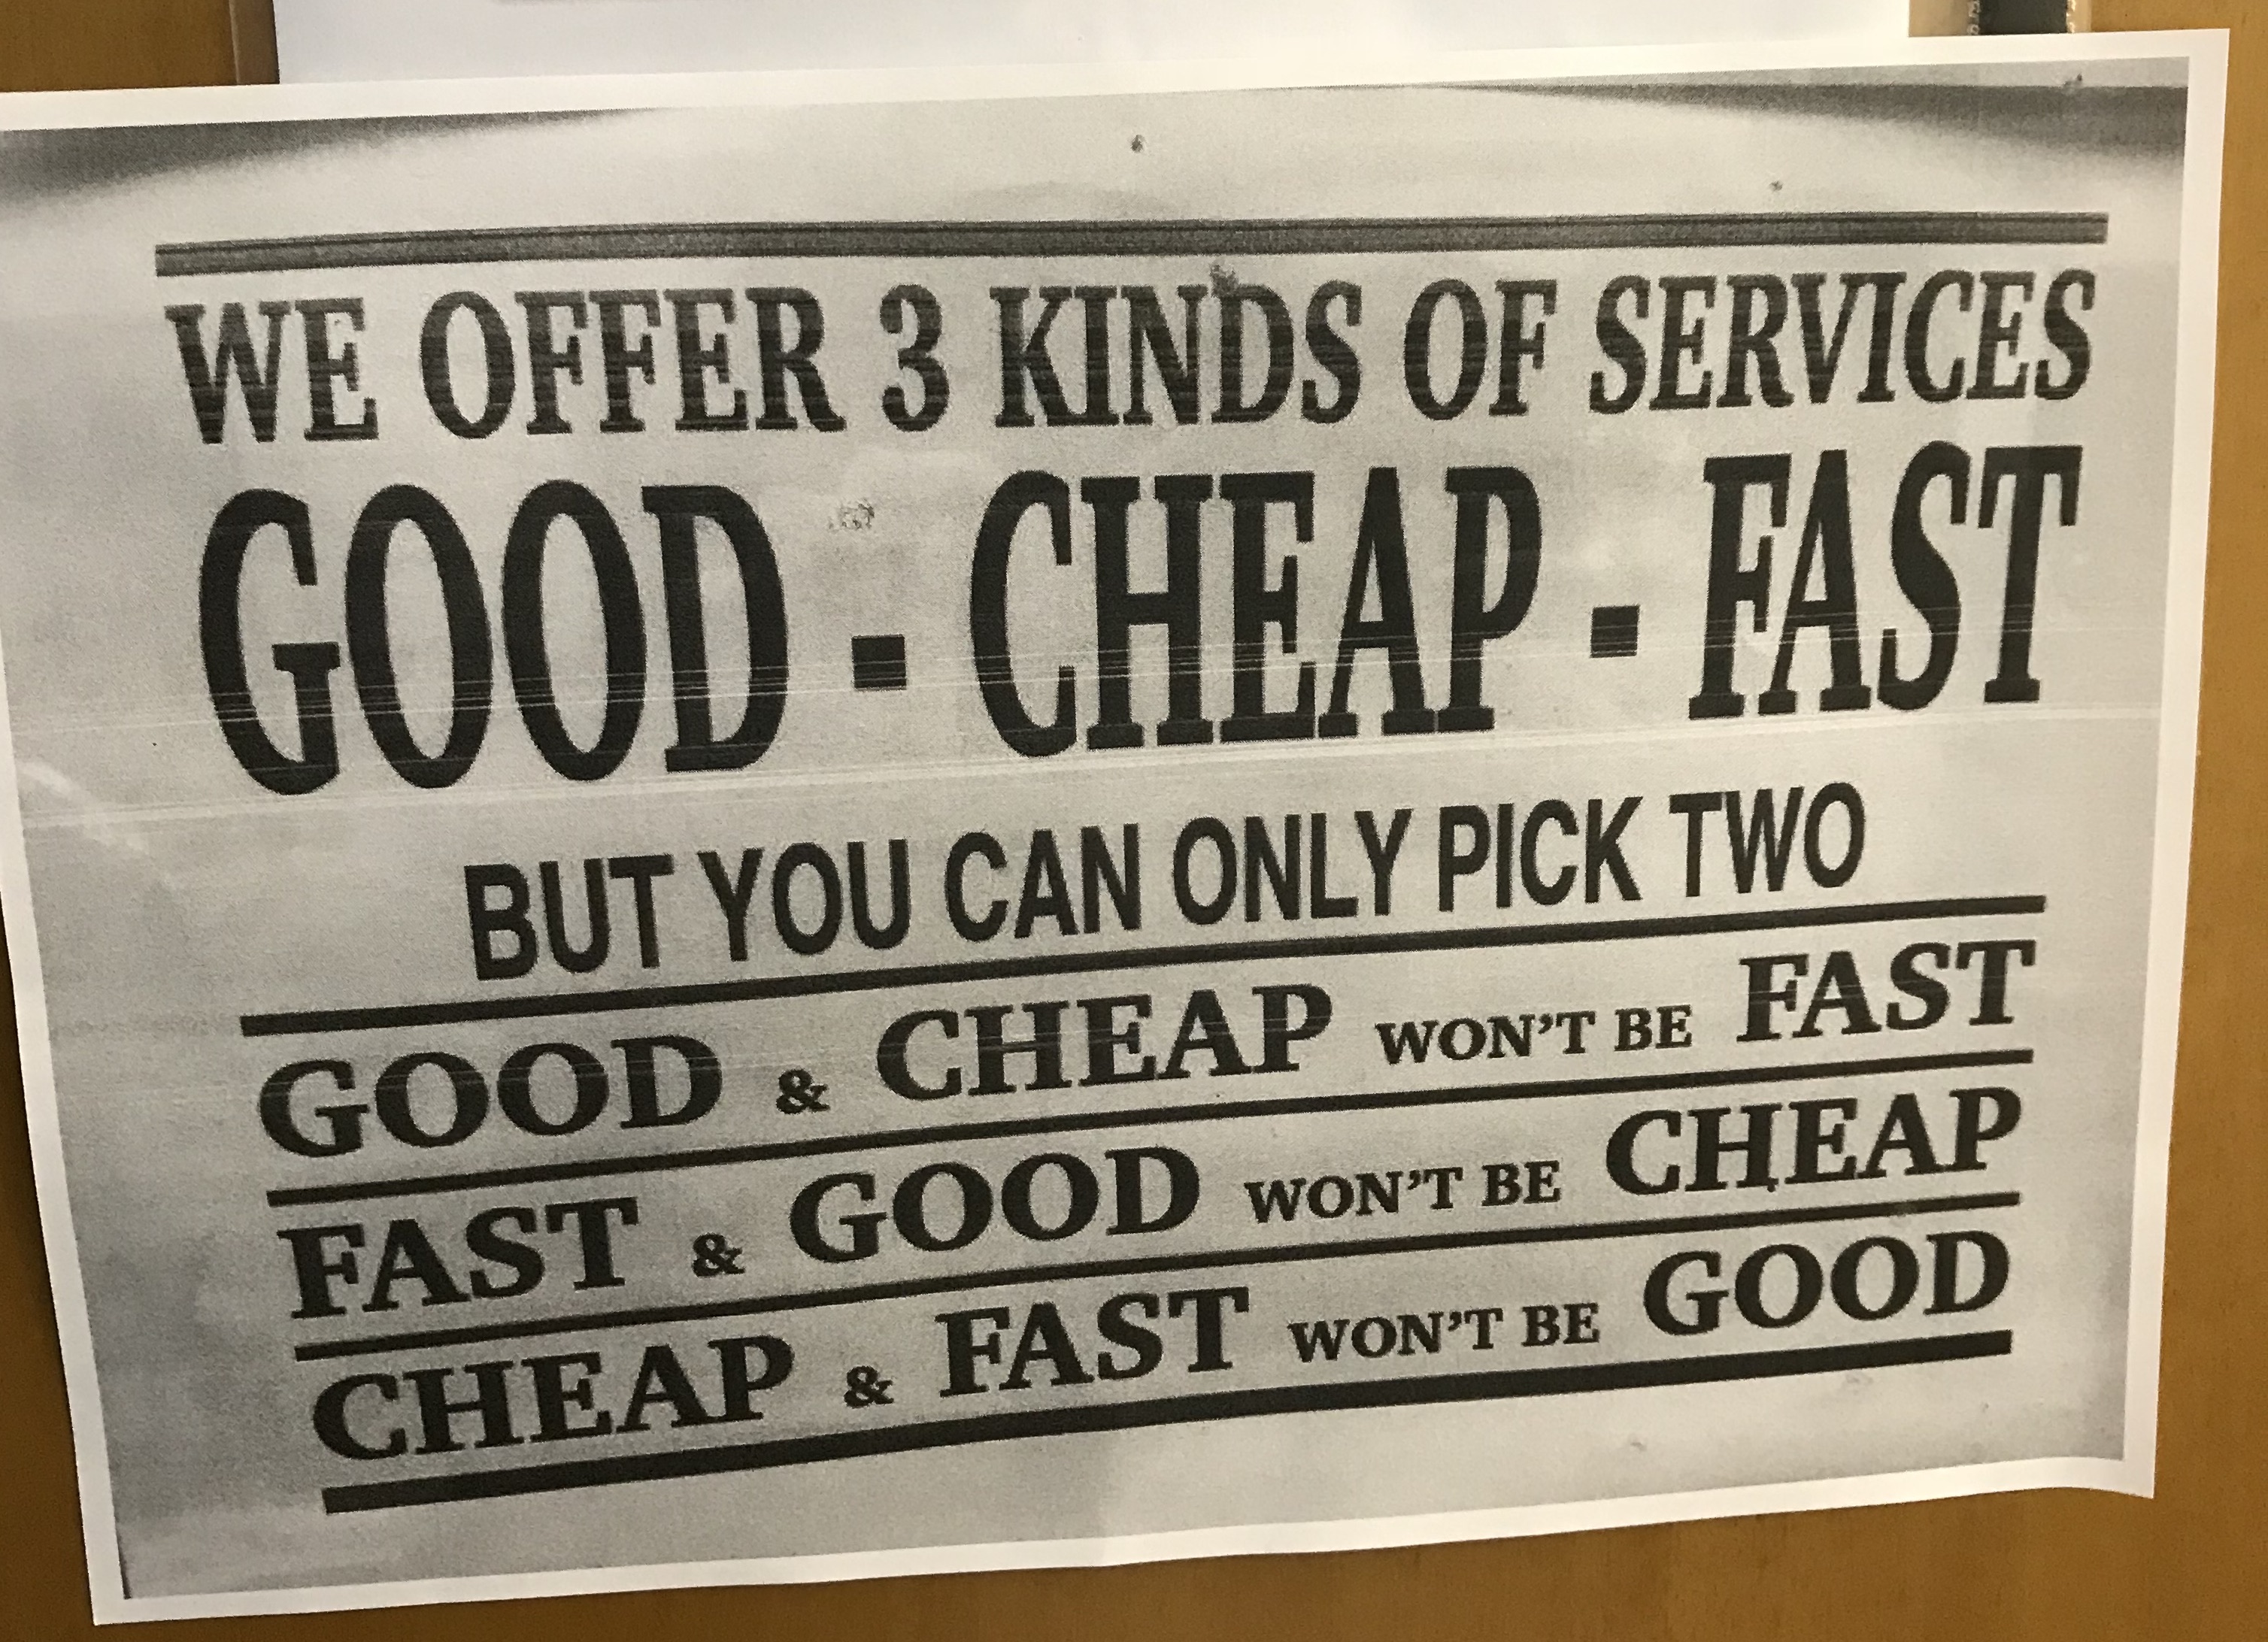 WE OFFER 3 KINDS OF SERVICES
GOOD - CHEAP - FAST
BUT YOU CAN ONLY PICK TWO
GOOD & CHEAP WON'T BE FAST
FAST & GOOD WON'T BE CHEAP
CHEAP & FAST WON'T BE GOOD